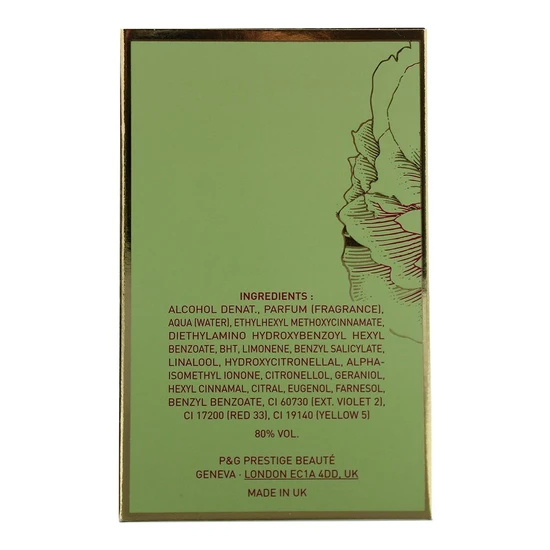 INGREDIENTS :
ALCOHOL DENAT., PARFUM (FRAGRANCE),
AQUA (WATER), ETHYLHEXYL METHOXYCINNAMATE,
DIETHYLAMINO HYDROXYBENZOYL HEXYL
BENZOATE, BHT, LIMONENE, BENZYL SALICYLATE,
LINALOOL, HYDROXYCITRONELLAL, ALPHA-
ISOMETHYL IONONE, CITRONELLOL, GERANIOL,
HEXYL CINNAMAL, CITRAL, EUGENOL, FARNESOL,
BENZYL BENZOATE, CI 60730 (EXT. VIOLET 2),
CI 17200 (RED 33), CI 19140 (YELLOW 5)
80% VOL.
P&G PRESTIGE BEAUTÉ
GENEVA · LONDON EC1A 4DD, UK
MADE IN UK